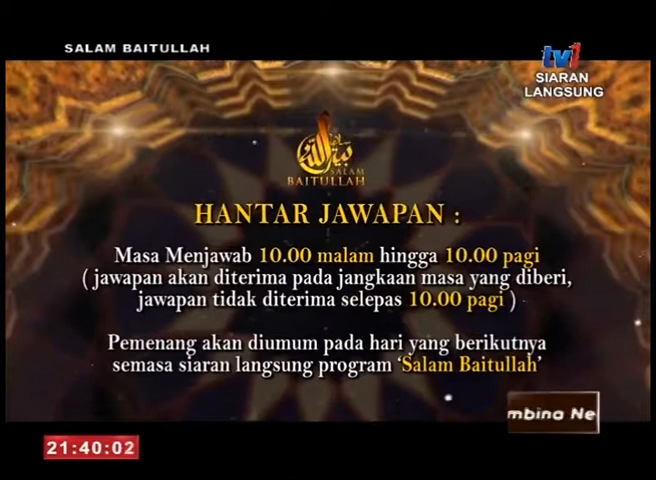 SALAM BAITULLAH
tv1
SIARAN
LANGSUNG
SALAM
BAITULLAH
HANTAR JAWAPAN :
Masa Menjawab 10.00 malam hingga 10.00 pagi
( jawapan akan diterima pada jangkaan masa yang diberi,
jawapan tidak diterima selepas 10.00 pagi )
Pemenang akan diumum pada hari yang berikutnya
semasa siaran langsung program ‘Salam Baitullah’
mbina Ne
21:40:02